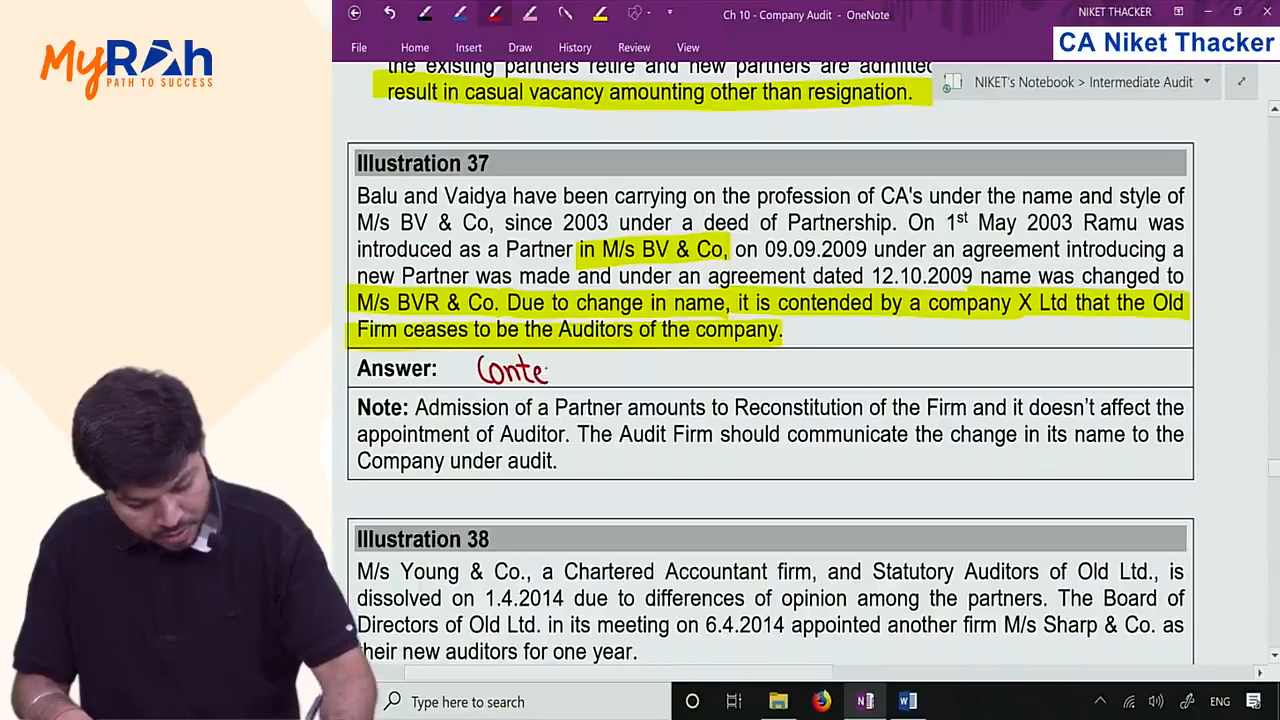 Ch 10 - Company Audit - OneNote
NIKET THACKER
File Home Insert Draw History Review View
CA Niket Thacker
MyRAh
PATH TO SUCCESS
the existing partners retire and new partners are admitted
NIKET's Notebook > Intermediate Audit
result in casual vacancy amounting other than resignation.
Illustration 37
Balu and Vaidya have been carrying on the profession of CA's under the name and style of
M/s BV & Co, since 2003 under a deed of Partnership. On 1st May 2003 Ramu was
introduced as a Partner in M/s BV & Co, on 09.09.2009 under an agreement introducing a
new Partner was made and under an agreement dated 12.10.2009 name was changed to
M/s BVR & Co. Due to change in name, it is contended by a company X Ltd that the Old
Firm ceases to be the Auditors of the company.
Answer: Conte
Note: Admission of a Partner amounts to Reconstitution of the Firm and it doesn't affect the
appointment of Auditor. The Audit Firm should communicate the change in its name to the
Company under audit.
Illustration 38
M/s Young & Co., a Chartered Accountant firm, and Statutory Auditors of Old Ltd., is
dissolved on 1.4.2014 due to differences of opinion among the partners. The Board of
Directors of Old Ltd. in its meeting on 6.4.2014 appointed another firm M/s Sharp & Co. as
their new auditors for one year.
Type here to search
ENG